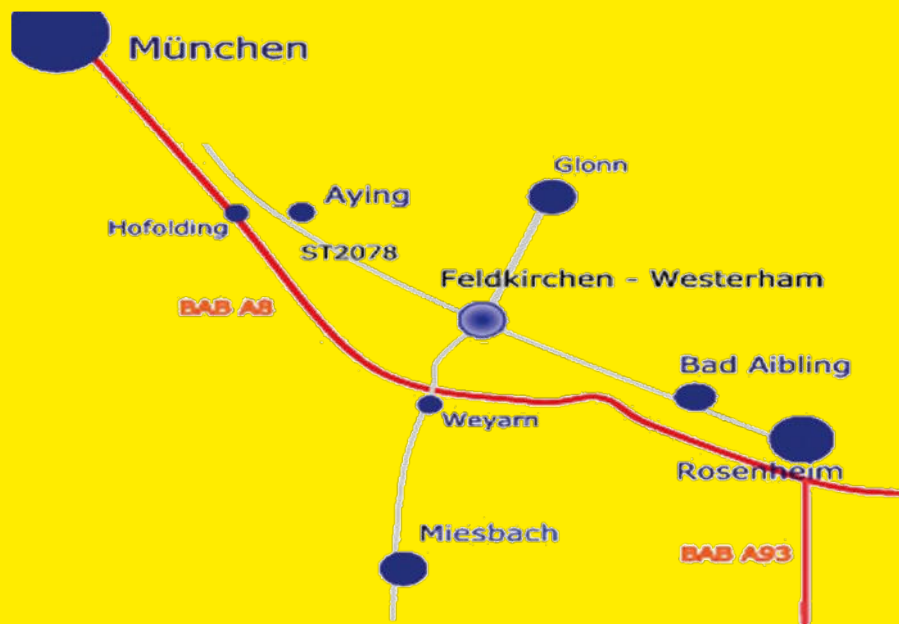 München
Glonn
Aying
Hofolding
ST2078
Feldkirchen - Westerham
BAB A8
Bad Aibling
Weyarn
Rosenheim
Miesbach
BAB A93